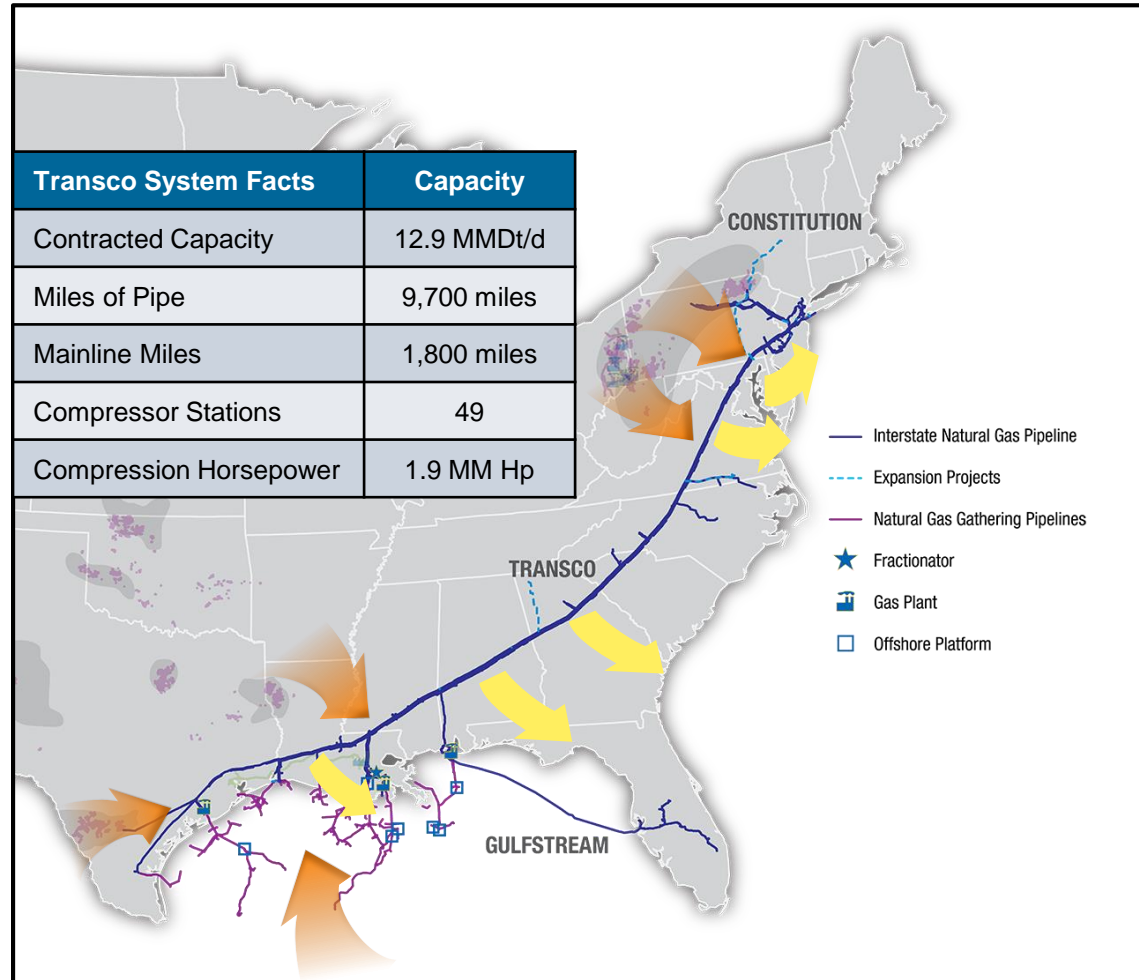 Transco System Facts Capacity
Contracted Capacity 12.9 MMDt/d
Miles of Pipe 9,700 miles
Mainline Miles 1,800 miles
Compressor Stations 49
Compression Horsepower 1.9 MM Hp
CONSTITUTION
Interstate Natural Gas Pipeline
Expansion Projects
Natural Gas Gathering Pipelines
Fractionator
Gas Plant
Offshore Platform
TRANSCO
GULFSTREAM